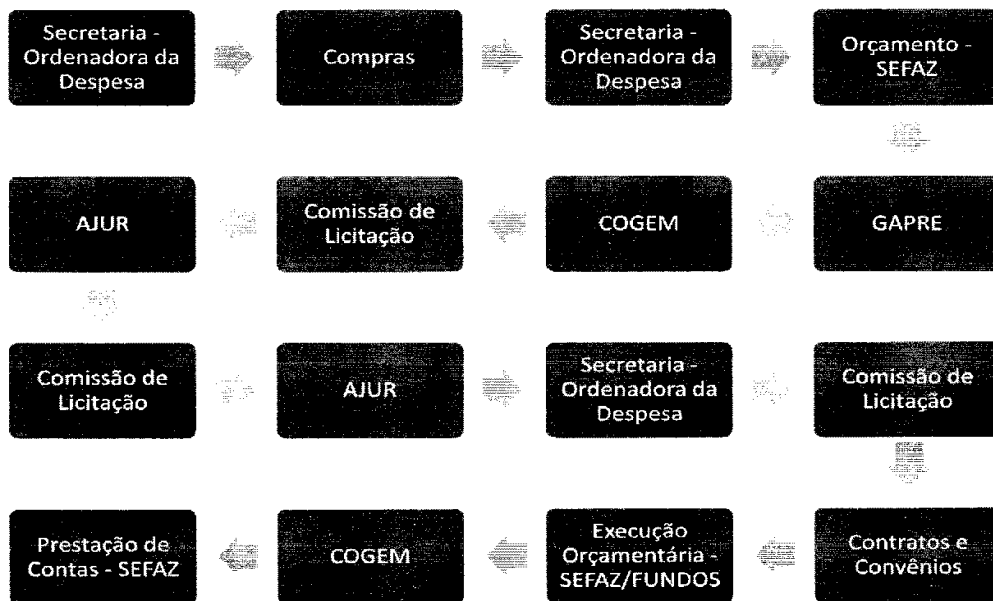 Secretaria -
Ordenadora da
Despesa
Compras
Secretaria -
Ordenadora da
Despesa
Orçamento -
SEFAZ
GAPRE
COGEM
Comissão de
Licitação
AJUR
Comissão de
Licitação
AJUR
Secretaria -
Ordenadora da
Despesa
Comissão de
Licitação
Contratos e
Convênios
Execução
Orçamentária -
SEFAZ/FUNDOS
COGEM
Prestação de
Contas - SEFAZ